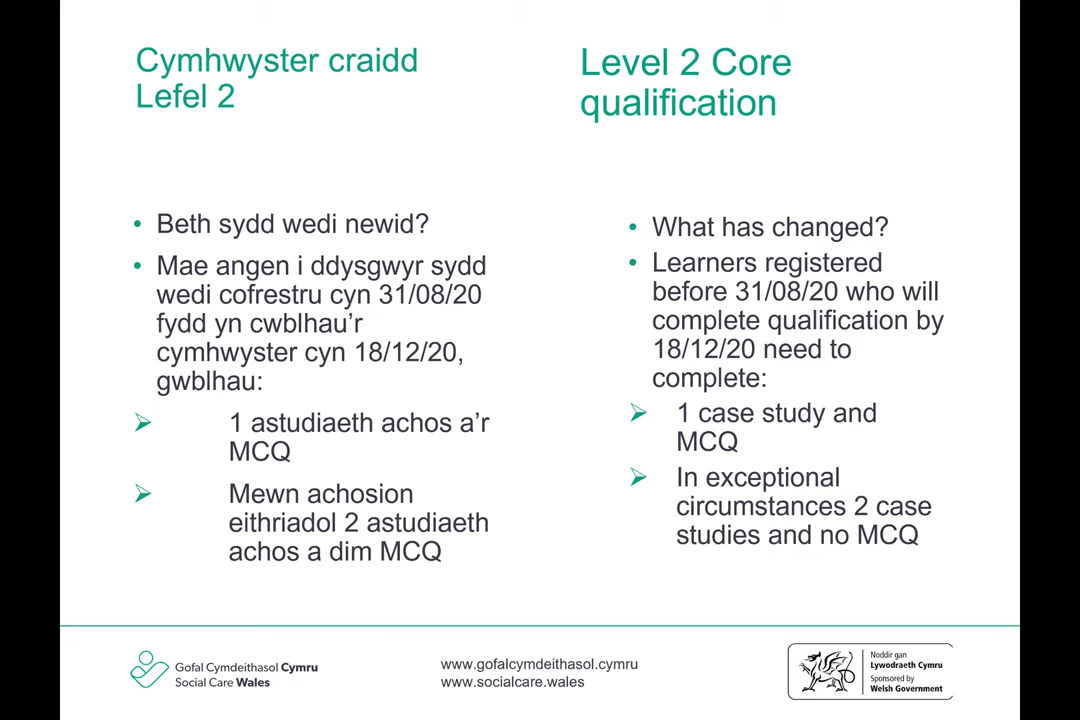 Cymhwyster craidd
Lefel 2
Level 2 Core
qualification
• Beth sydd wedi newid?
• Mae angen i ddysgwyr sydd
wedi cofrestru cyn 31/08/20
fydd yn cwblhau’r
cymhwyster cyn 18/12/20,
gwblhau:
➢ 1 astudiaeth achos a’r
MCQ
➢ Mewn achosion
eithriadol 2 astudiaeth
achos a dim MCQ
• What has changed?
• Learners registered
before 31/08/20 who will
complete qualification by
18/12/20 need to
complete:
➢ 1 case study and
MCQ
➢ In exceptional
circumstances 2 case
studies and no MCQ
Gofal Cymdeithasol Cymru
Social Care Wales
www.gofalcymdeithasol.cymru
www.socialcare.wales
Noddir gan
Lywodraeth Cymru
Sponsored by
Welsh Government